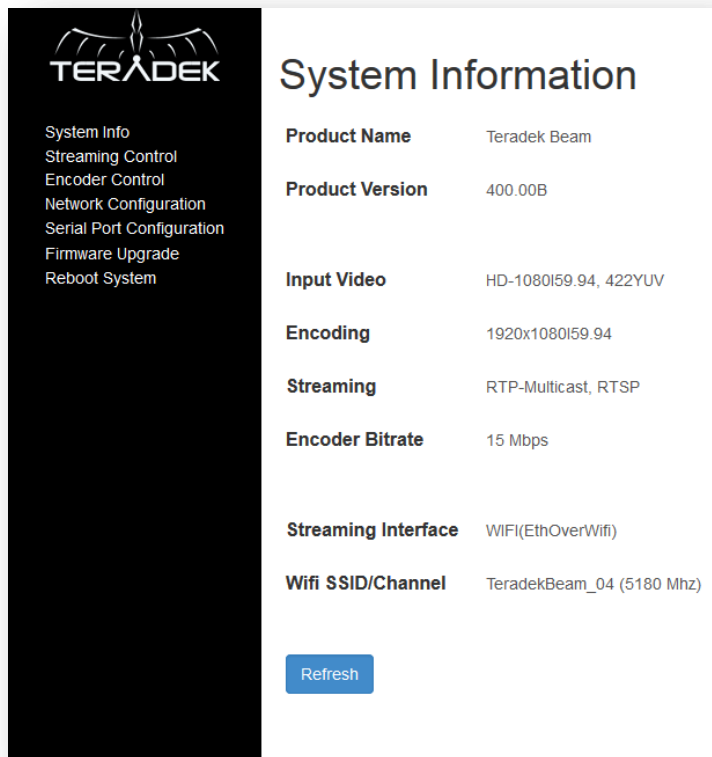 TERADEK
System Info
Streaming Control
Encoder Control
Network Configuration
Serial Port Configuration
Firmware Upgrade
Reboot System
System Information
Product Name Teradek Beam
Product Version 400.00B
Input Video HD-1080I59.94, 422YUV
Encoding 1920x1080I59.94
Streaming RTP-Multicast, RTSP
Encoder Bitrate 15 Mbps
Streaming Interface WIFI(EthOverWifi)
Wifi SSID/Channel TeradekBeam_04 (5180 Mhz)
Refresh